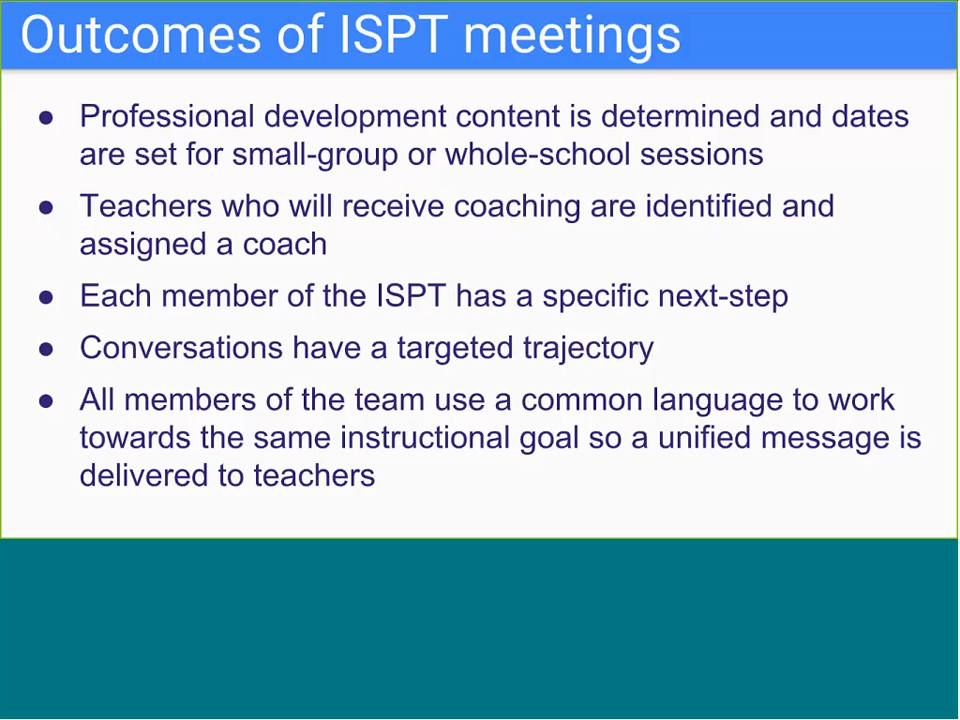 Outcomes of ISPT meetings
● Professional development content is determined and dates
are set for small-group or whole-school sessions
● Teachers who will receive coaching are identified and
assigned a coach
● Each member of the ISPT has a specific next-step
● Conversations have a targeted trajectory
● All members of the team use a common language to work
towards the same instructional goal so a unified message is
delivered to teachers